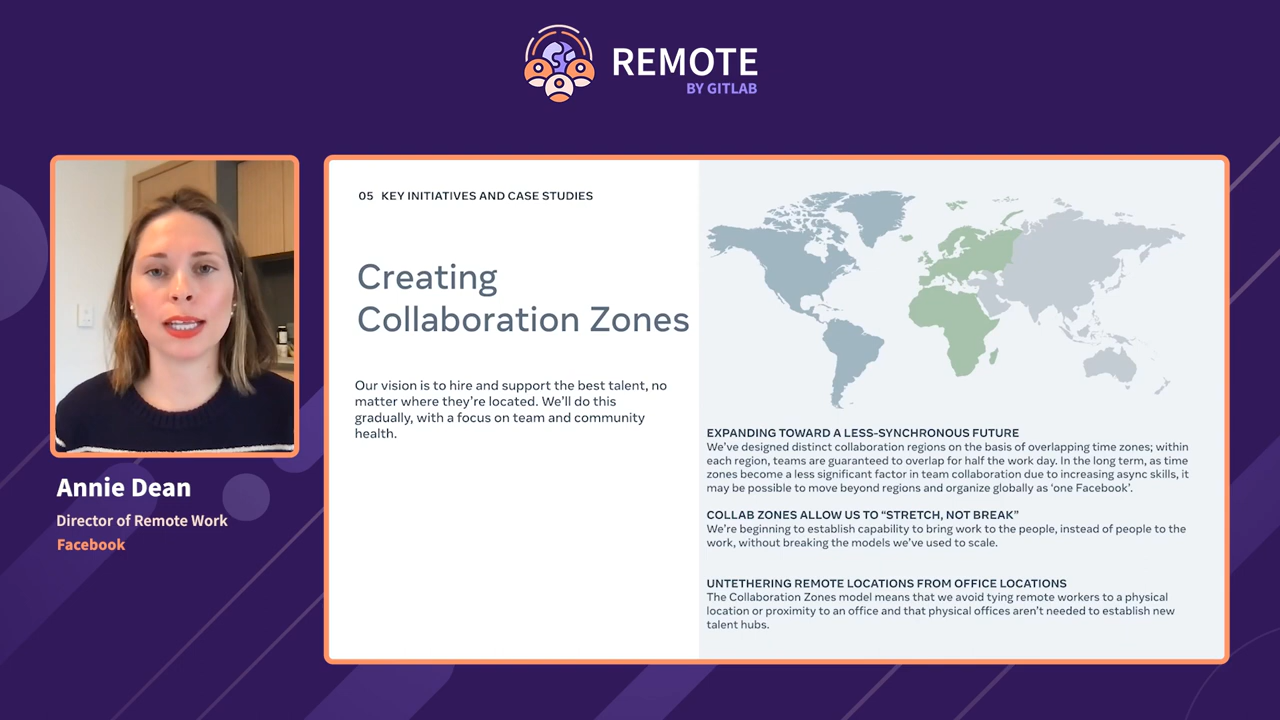 REMOTE
BY GITLAB
05 KEY INITIATIVES AND CASE STUDIES
Creating
Collaboration Zones
Our vision is to hire and support the best talent, no
matter where they’re located. We’ll do this
gradually, with a focus on team and community
health.
EXPANDING TOWARD A LESS-SYNCHRONOUS FUTURE
We’ve designed distinct collaboration regions on the basis of overlapping time zones; within
each region, teams are guaranteed to overlap for half the work day. In the long term, as time
zones become a less significant factor in team collaboration due to increasing async skills, it
may be possible to move beyond regions and organize globally as ‘one Facebook’.
COLLAB ZONES ALLOW US TO “STRETCH, NOT BREAK”
We’re beginning to establish capability to bring work to the people, instead of people to the
work, without breaking the models we’ve used to scale.
UNTETHERING REMOTE LOCATIONS FROM OFFICE LOCATIONS
The Collaboration Zones model means that we avoid tying remote workers to a physical
location or proximity to an office and that physical offices aren’t needed to establish new
talent hubs.
Annie Dean
Director of Remote Work
Facebook